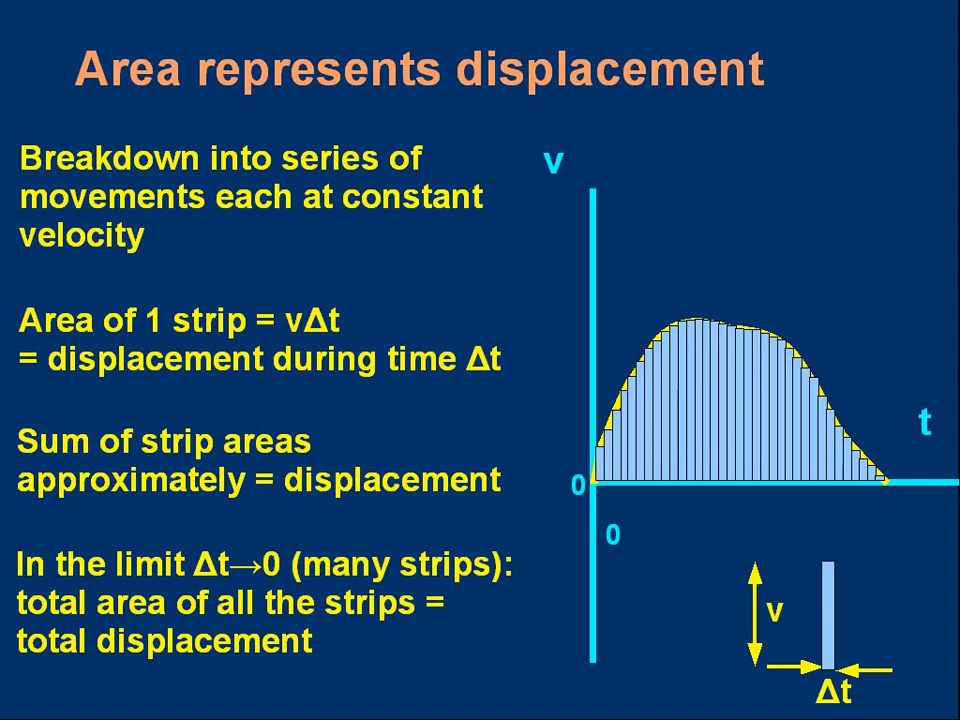 Area represents displacement
Breakdown into series of
movements each at constant
velocity
Area of 1 strip = vΔt
= displacement during time Δt
Sum of strip areas
approximately = displacement
In the limit Δt→0 (many strips):
total area of all the strips =
total displacement
v
t
0
0
v
Δt